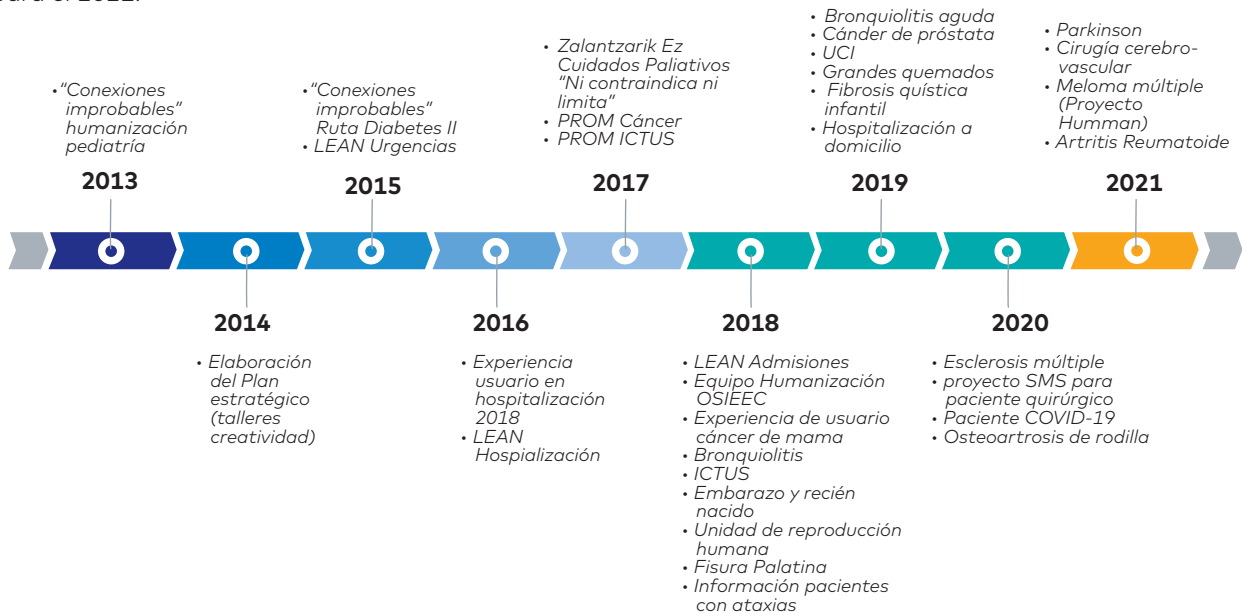 • "Conexiones
improbables"
humanización
pediatría
2013
2014
• Elaboración
del Plan
estratégico
(talleres
creatividad)
• "Conexiones
improbables"
Ruta Diabetes II
• LEAN Urgencias
2015
2016
• Experiencia
usuario en
hospitalización
2018
• LEAN
Hospialización
• Zalantzarik Ez
Cuidados Paliativos
"Ni contraindica ni
limita"
• PROM Cáncer
• PROM ICTUS
2017
2018
• LEAN Admisiones
• Equipo Humanización
OSIEEC
• Experiencia de usuario
cáncer de mama
• Bronquiolitis
• ICTUS
• Embarazo y recién
nacido
• Unidad de reproducción
humana
• Fisura Palatina
• Información pacientes
con ataxias
• Bronquiolitis aguda
• Cánder de próstata
• UCI
• Grandes quemados
• Fibrosis quística
infantil
• Hospitalización a
domicilio
2019
2020
• Esclerosis múltiple
• proyecto SMS para
paciente quirúrgico
• Paciente COVID-19
• Osteoartrosis de rodilla
• Parkinson
• Cirugía cerebro-
vascular
• Meloma múltiple
(Proyecto
Humman)
• Artritis Reumatoide
2021